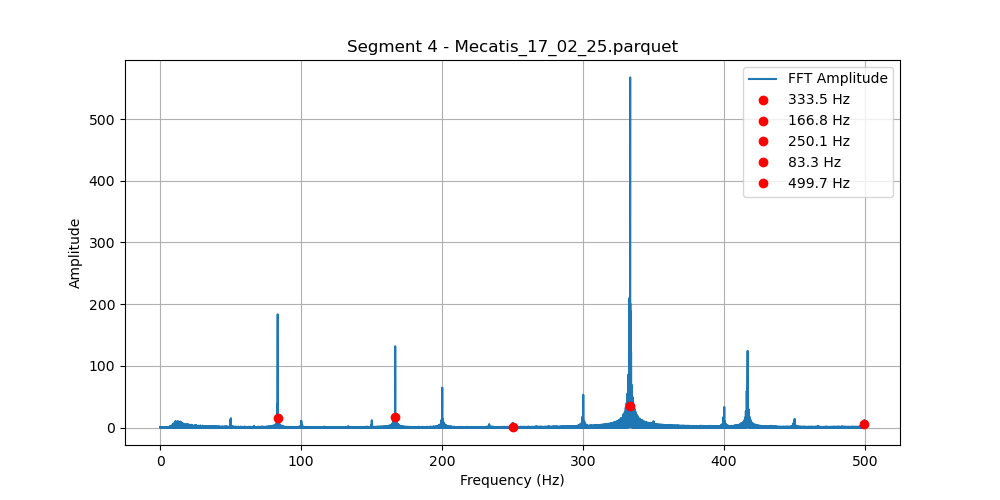 Segment 4 - Mecatis_17_02_25.parquet
FFT Amplitude
333.5 Hz
166.8 Hz
250.1 Hz
83.3 Hz
499.7 Hz
Amplitude
500
400
300
200
100
0
0 100 200 300 400 500
Frequency (Hz)